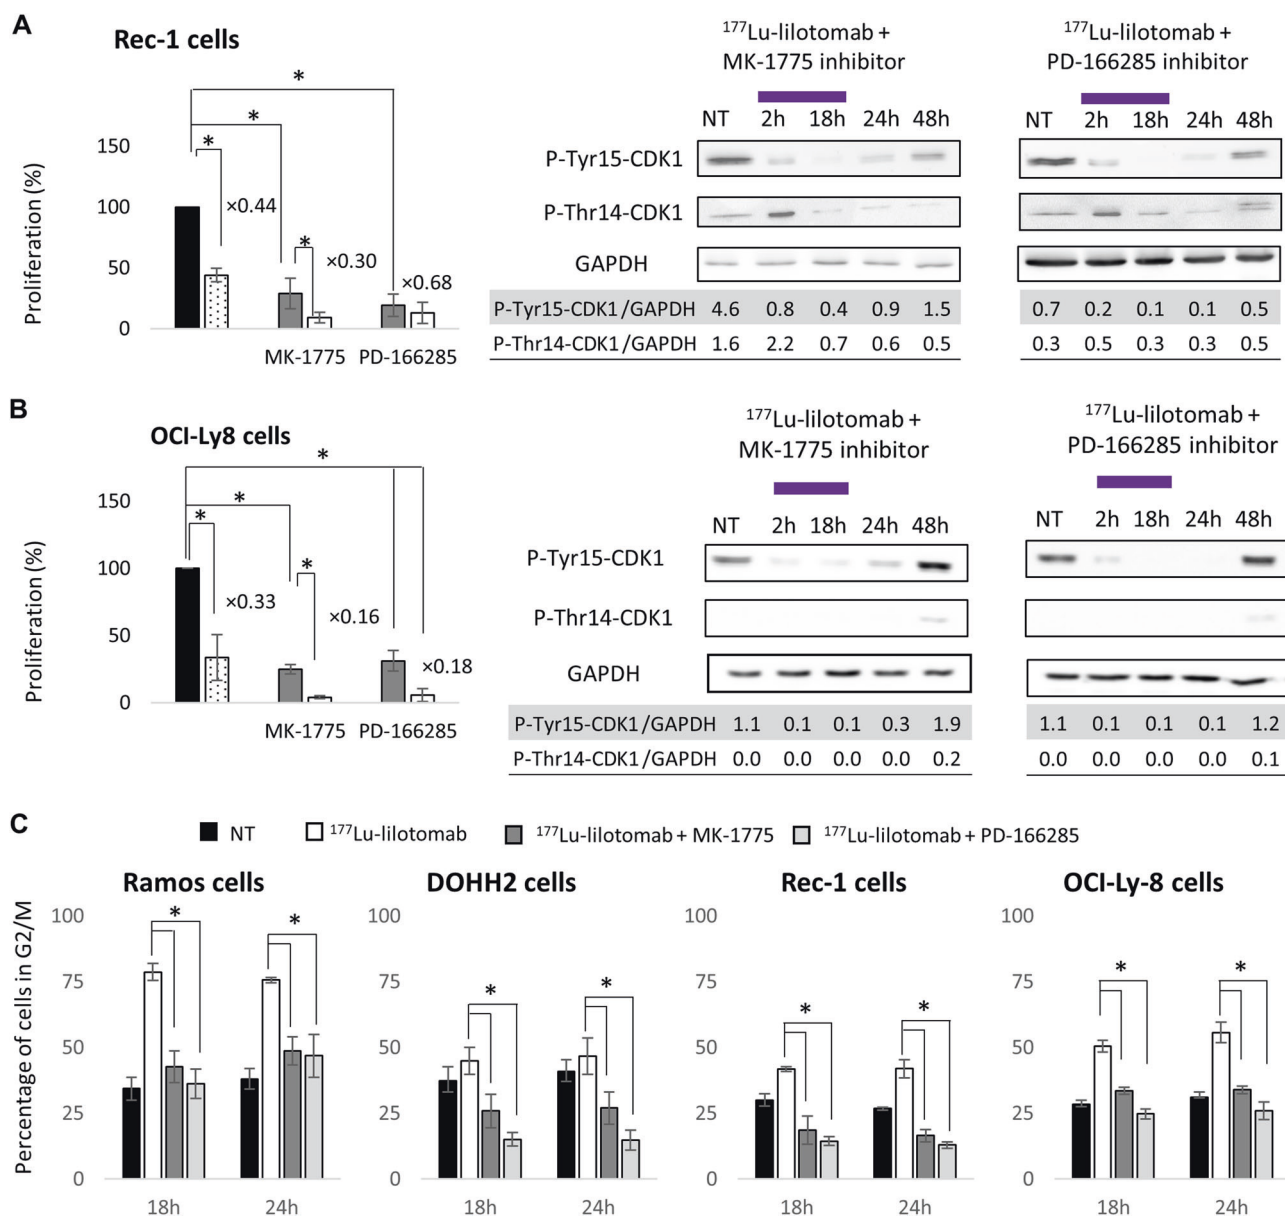 A
Rec-1 cells
Proliferation (%)
150
100
50
0
*
*
*
×0.44
*
×0.30
×0.68
MK-1775
PD-166285
¹⁷⁷Lu-lilotomab +
MK-1775 inhibitor
NT 2h 18h 24h 48h
P-Tyr15-CDK1
P-Thr14-CDK1
GAPDH
P-Tyr15-CDK1/GAPDH 4.6 0.8 0.4 0.9 1.5
P-Thr14-CDK1/GAPDH 1.6 2.2 0.7 0.6 0.5
¹⁷⁷Lu-lilotomab +
PD-166285 inhibitor
NT 2h 18h 24h 48h
0.7 0.2 0.1 0.1 0.5
0.3 0.5 0.3 0.3 0.5
B
OCI-Ly8 cells
Proliferation (%)
150
100
50
0
*
*
*
×0.33
*
×0.16
×0.18
MK-1775
PD-166285
¹⁷⁷Lu-lilotomab +
MK-1775 inhibitor
NT 2h 18h 24h 48h
P-Tyr15-CDK1
P-Thr14-CDK1
GAPDH
P-Tyr15-CDK1/GAPDH 1.1 0.1 0.1 0.3 1.9
P-Thr14-CDK1/GAPDH 0.0 0.0 0.0 0.0 0.2
¹⁷⁷Lu-lilotomab +
PD-166285 inhibitor
NT 2h 18h 24h 48h
1.1 0.1 0.1 0.1 1.2
0.0 0.0 0.0 0.0 0.1
C
NT ¹⁷⁷Lu-lilotomab ¹⁷⁷Lu-lilotomab + MK-1775 ¹⁷⁷Lu-lilotomab + PD-166285
Percentage of cells in G2/M
Ramos cells
100
75
50
25
0
*
*
18h 24h
DOHH2 cells
100
75
50
25
0
*
*
18h 24h
Rec-1 cells
100
75
50
25
0
*
*
18h 24h
OCI-Ly-8 cells
100
75
50
25
0
*
*
18h 24h